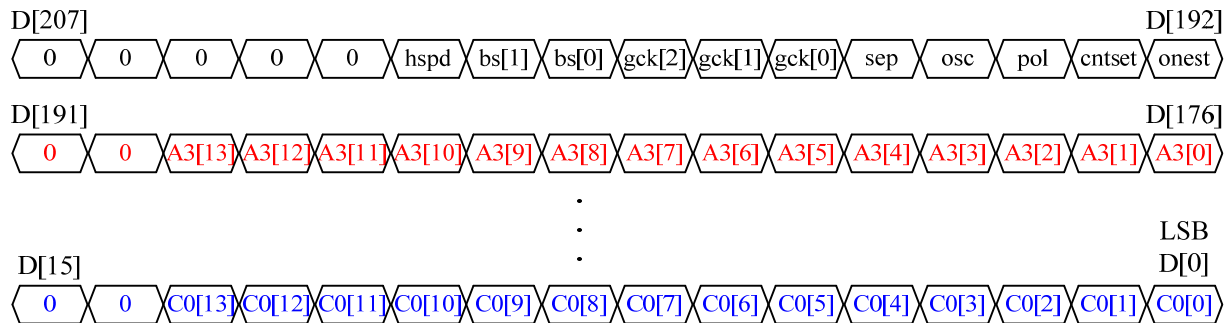 D[207] D[192]
0 0 0 0 0 hspd bs[1] bs[0] gck[2] gck[1] gck[0] sep osc pol cntset onest
D[191] D[176]
0 0 A3[13] A3[12] A3[11] A3[10] A3[9] A3[8] A3[7] A3[6] A3[5] A3[4] A3[3] A3[2] A3[1] A3[0]
LSB
D[15] D[0]
0 0 C0[13] C0[12] C0[11] C0[10] C0[9] C0[8] C0[7] C0[6] C0[5] C0[4] C0[3] C0[2] C0[1] C0[0]